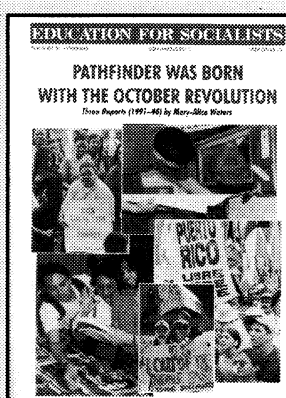 EDUCATION FOR SOCIALISTS
PATHFINDER WAS BORN
WITH THE OCTOBER REVOLUTION
Three Reports (1991–96) by Mary-Alice Waters
PUERTO
RICO
LIBRE